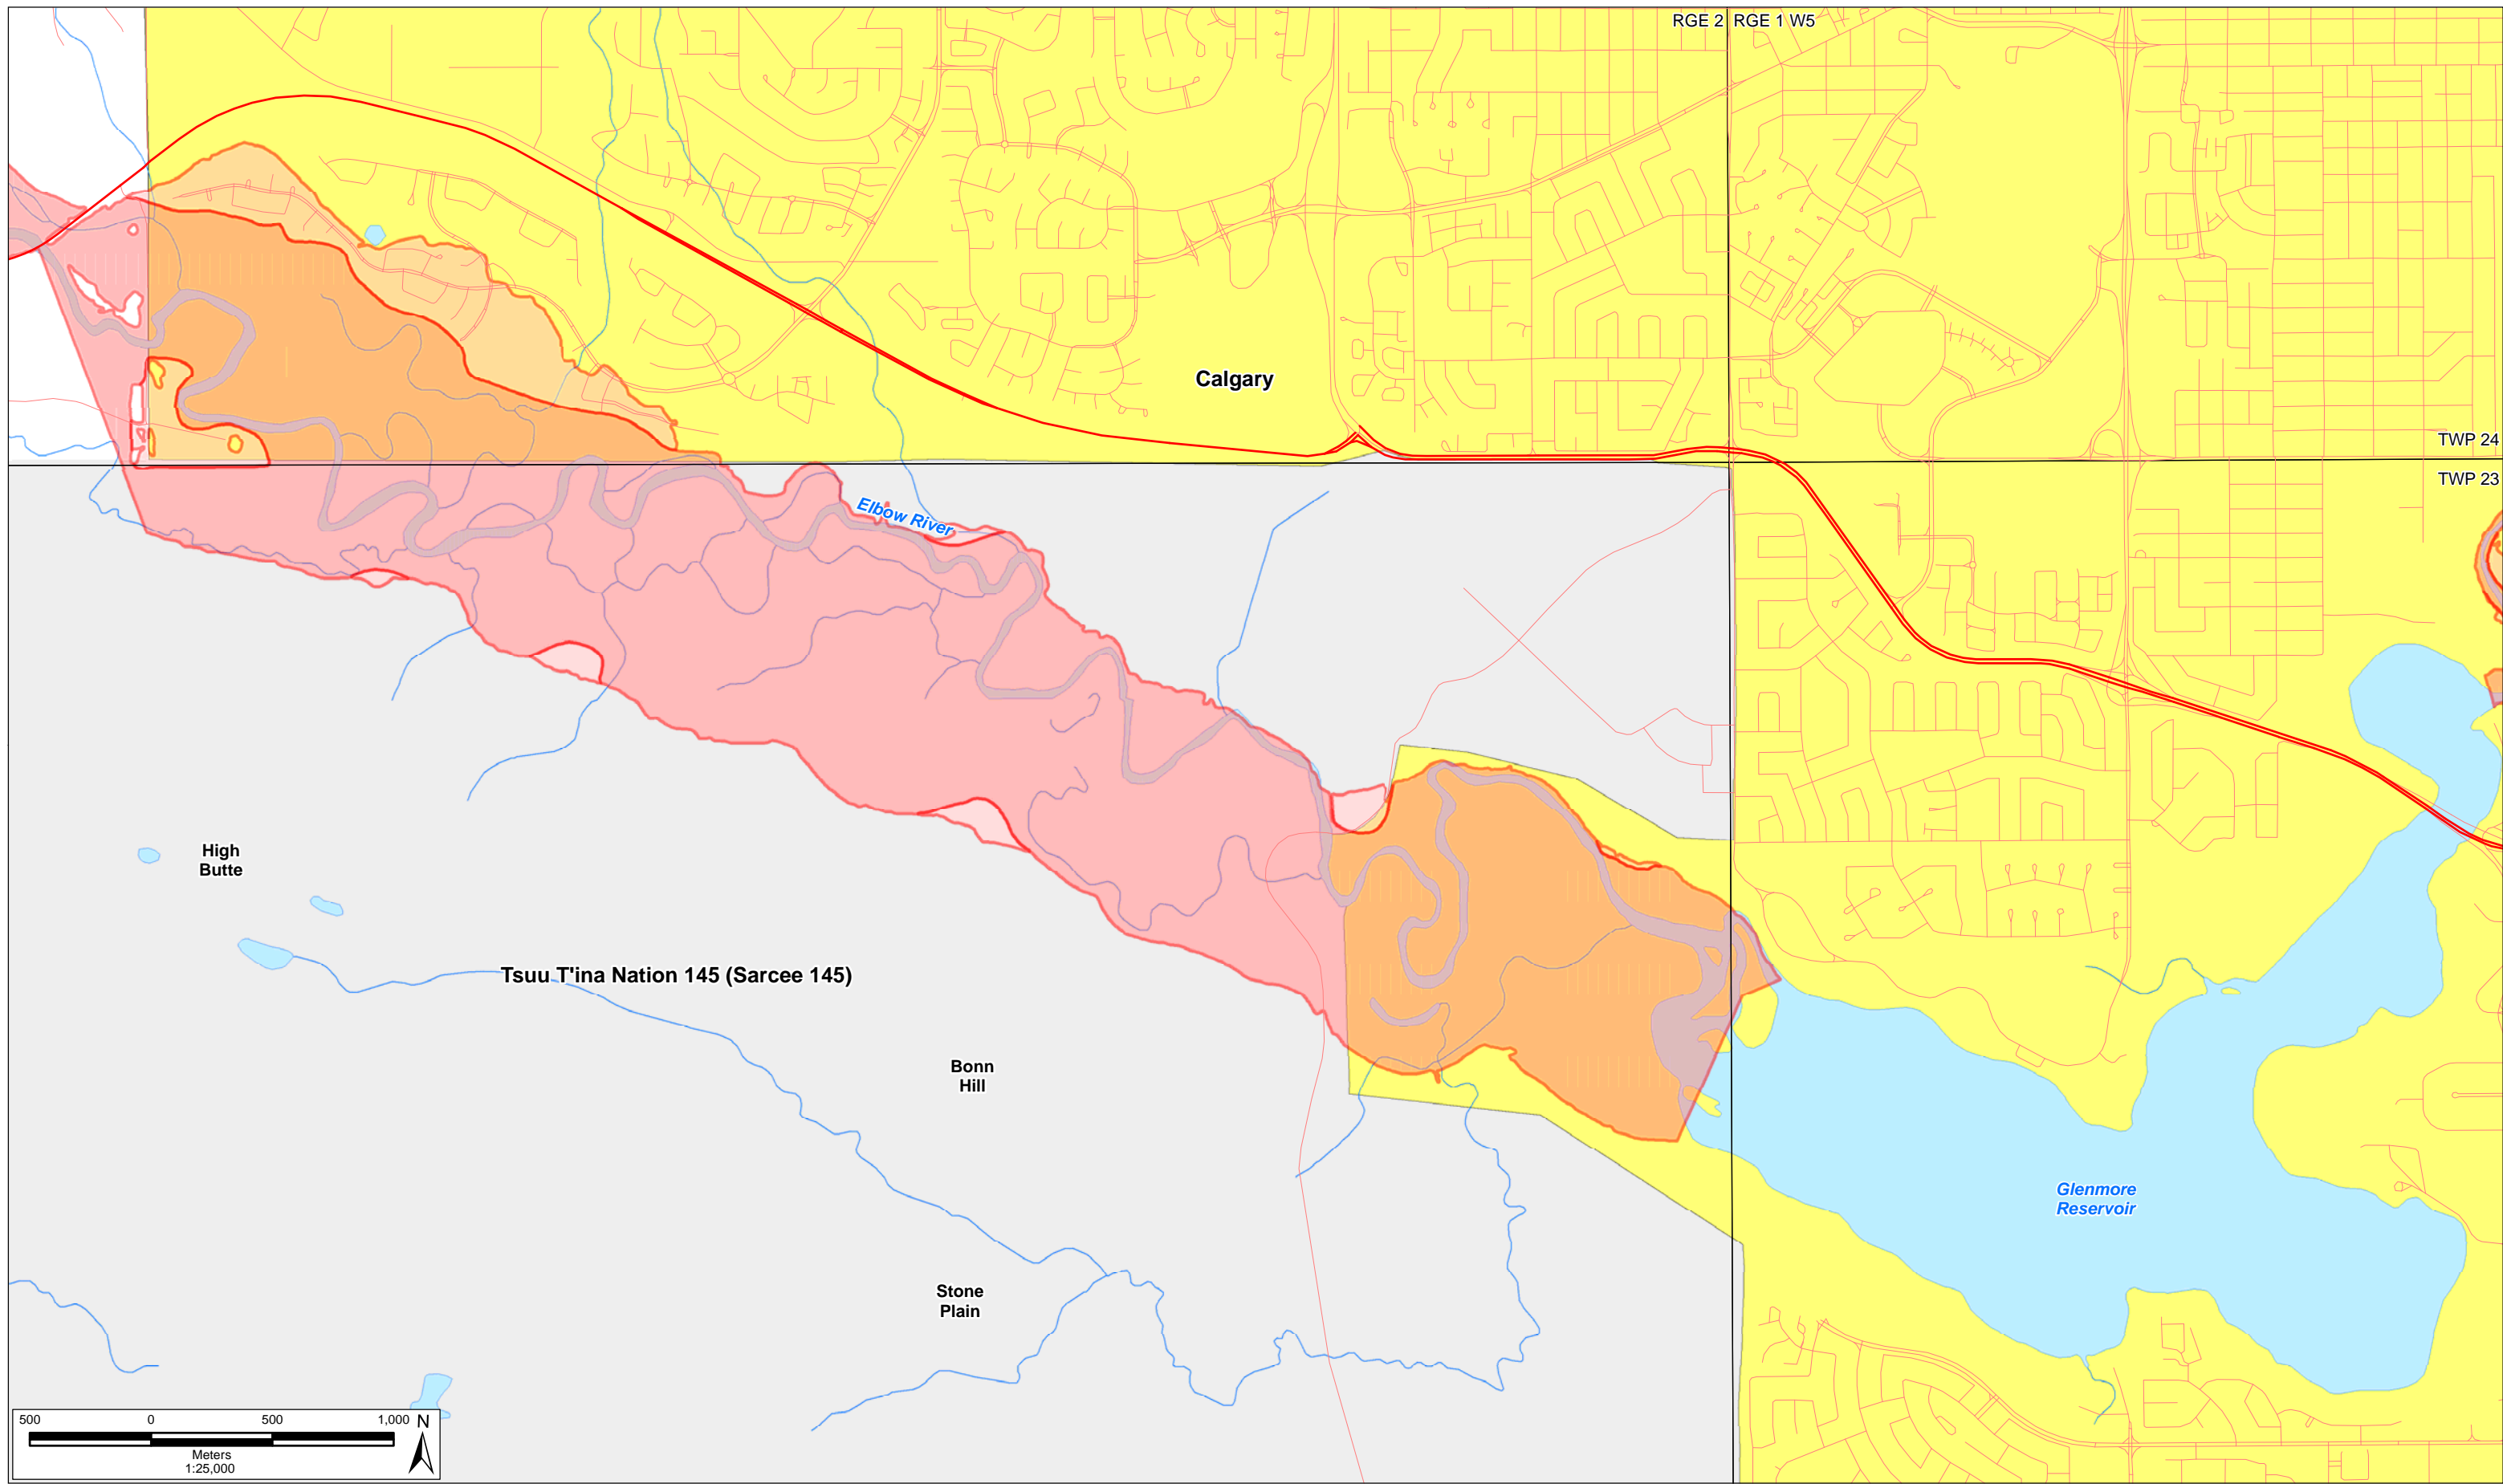 RGE 2 RGE 1 W5
Calgary
TWP 24
TWP 23
Elbow River
High
Butte
Tsuu T'ina Nation 145 (Sarcee 145)
Bonn
Hill
Glenmore
Reservoir
Stone
Plain
500 0 500 1,000 N
Meters
1:25,000